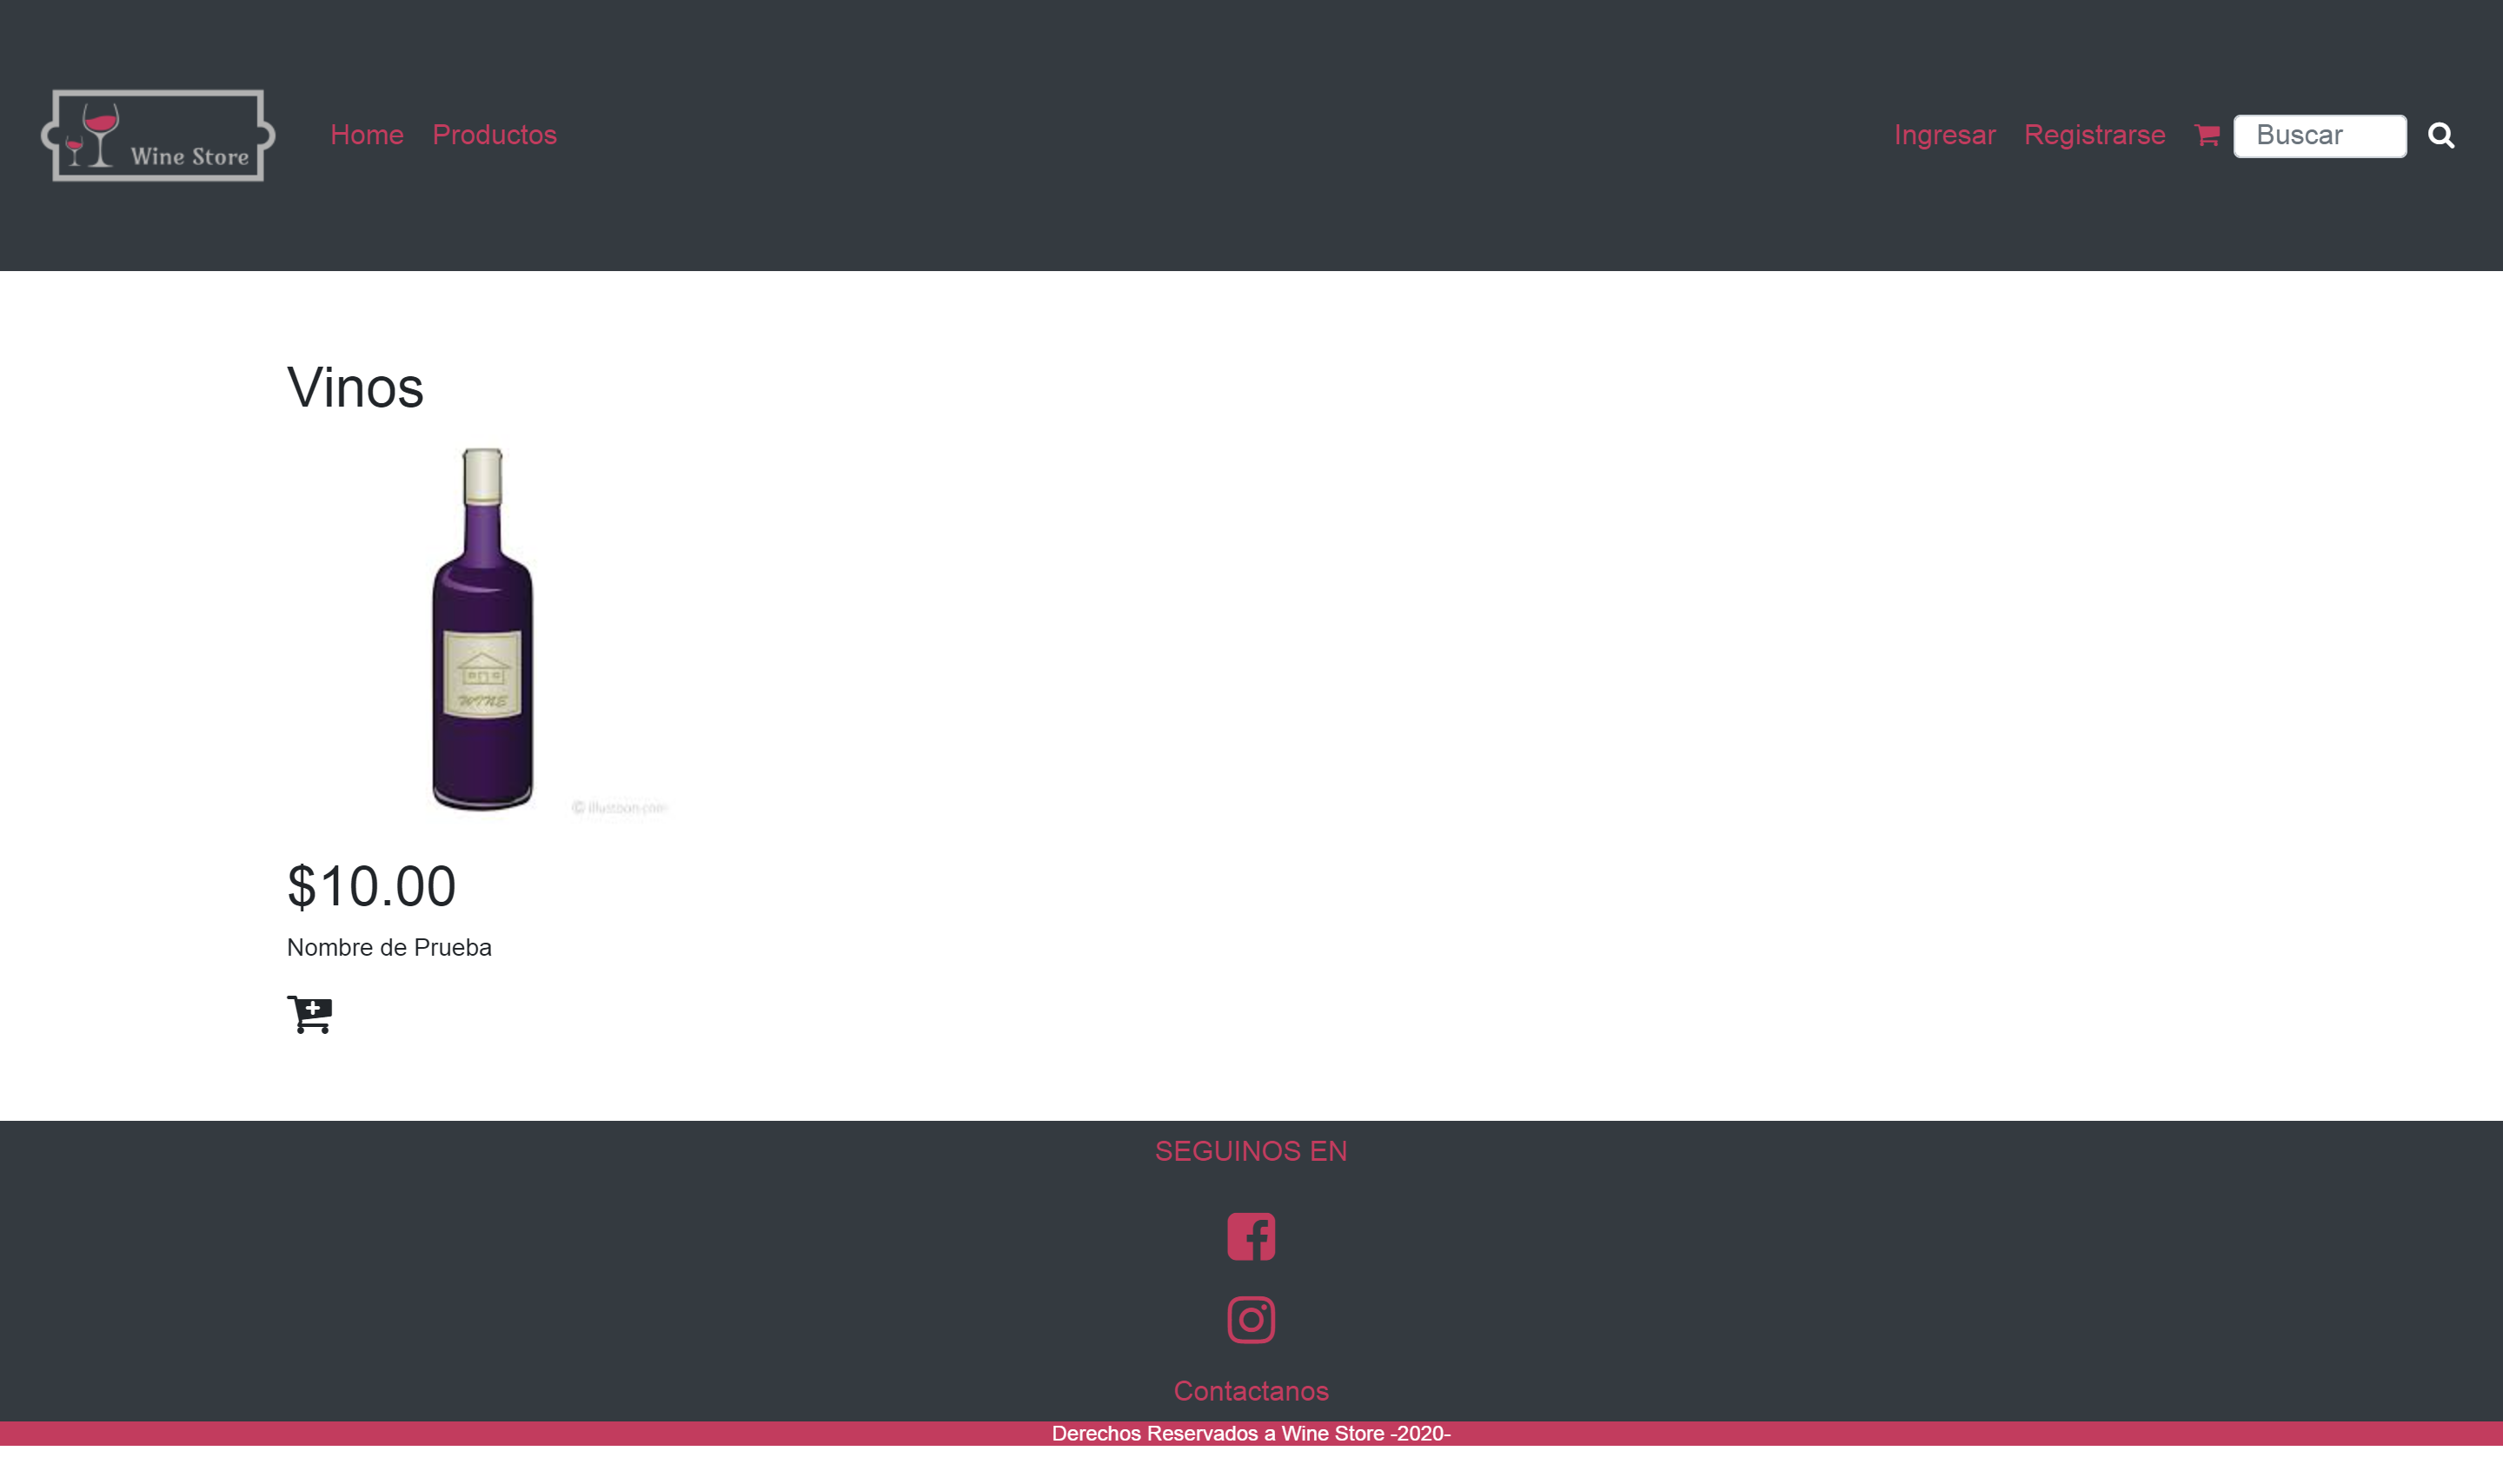 Wine Store
Home Productos
Ingresar Registrarse Buscar
Vinos
WINE
© illustoon.com
$10.00
Nombre de Prueba
SEGUINOS EN
Contactanos
Derechos Reservados a Wine Store -2020-